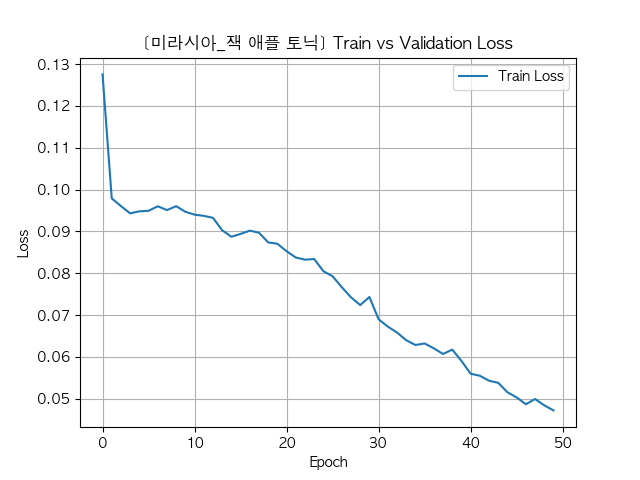 [미라시아_잭 애플 토닉] Train vs Validation Loss
Train Loss
0.13
0.12
0.11
0.10
0.09
0.08
0.07
0.06
0.05
Loss
0 10 20 30 40 50
Epoch